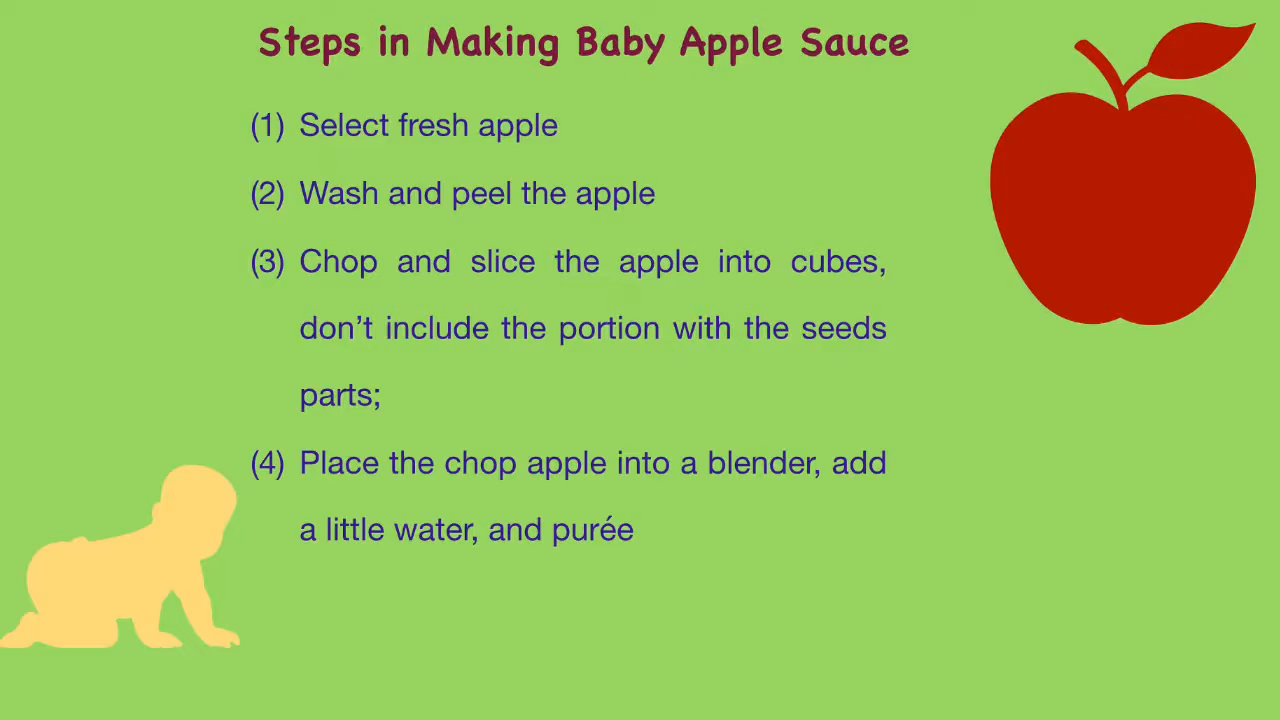 Steps in Making Baby Apple Sauce
(1) Select fresh apple
(2) Wash and peel the apple
(3) Chop and slice the apple into cubes,
don’t include the portion with the seeds
parts;
(4) Place the chop apple into a blender, add
a little water, and purée